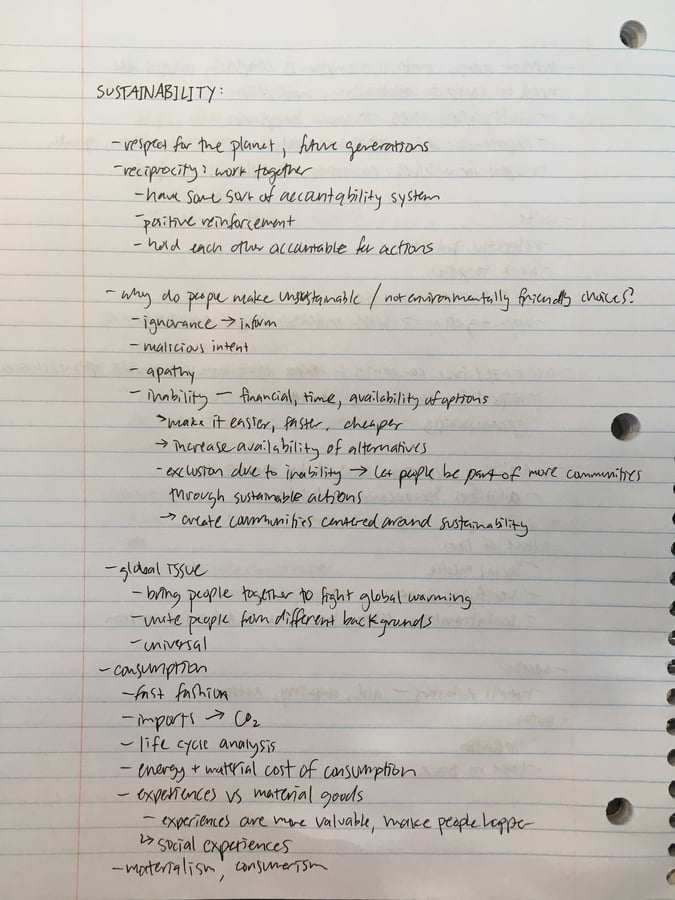 SUSTAINABILITY:
- respect for the planet, future generations
- reciprocity: work together
- have some sort of accountability system
- positive reinforcement
- hold each other accountable for actions
- why do people make unsustainable / not environmentally friendly choices?
- ignorance → inform
- malicious intent
- apathy
- inability — financial, time, availability of options
> make it easier, faster, cheaper
→ increase availability of alternatives
- exclusion due to inability → let people be part of more communities
through sustainable actions
→ create communities centered around sustainability
- global issue
- bring people together to fight global warming
- unite people from different backgrounds
- universal
- consumption
- fast fashion
- imports → CO2
- life cycle analysis
- energy + material cost of consumption
- experiences vs material goods
- experiences are more valuable, make people happier
↳ social experiences
- materialism, consumerism